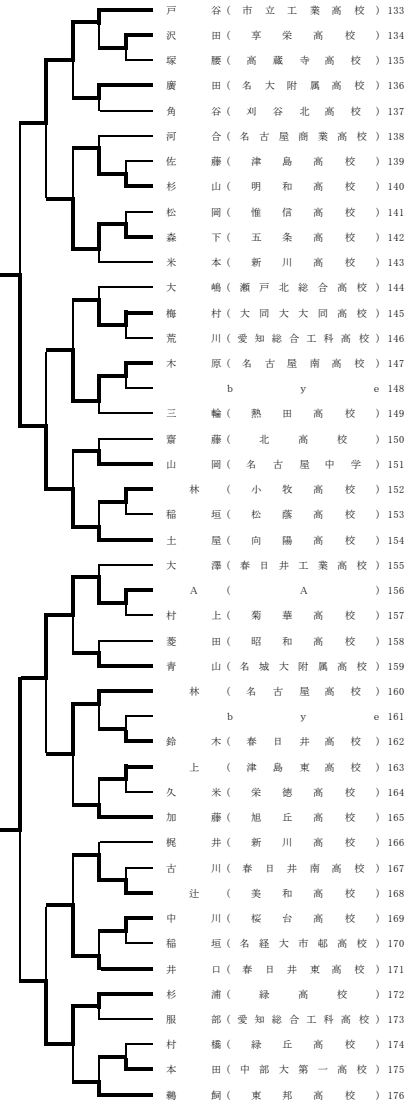 戸谷(市立工業高校)133
沢田(享栄高校)134
塚腰(高蔵寺高校)135
廣田(名大附属高校)136
角谷(刈谷北高校)137
河合(名古屋商業高校)138
佐藤(津島高校)139
杉山(明和高校)140
松岡(惟信高校)141
森下(五条高校)142
米本(新川高校)143
大嶋(瀬戸北総合高校)144
梅村(大同大大同高校)145
荒川(愛知総合工科高校)146
木原(名古屋南高校)147
bye 148
三輪(熱田高校)149
齋藤(北高校)150
山岡(名古屋中学)151
林(小牧高校)152
稲垣(松蔭高校)153
土屋(向陽高校)154
大澤(春日井工業高校)155
A(A)156
村上(菊華高校)157
菱田(昭和高校)158
青山(名城大附属高校)159
林(名古屋高校)160
bye 161
鈴木(春日井高校)162
上(津島東高校)163
久米(栄徳高校)164
加藤(旭丘高校)165
梶井(新川高校)166
古川(春日井南高校)167
辻(美和高校)168
中川(桜台高校)169
稲垣(名経大市邨高校)170
井口(春日井東高校)171
杉浦(緑高校)172
服部(愛知総合工科高校)173
村橋(緑丘高校)174
本田(中部大第一高校)175
鵜飼(東邦高校)176